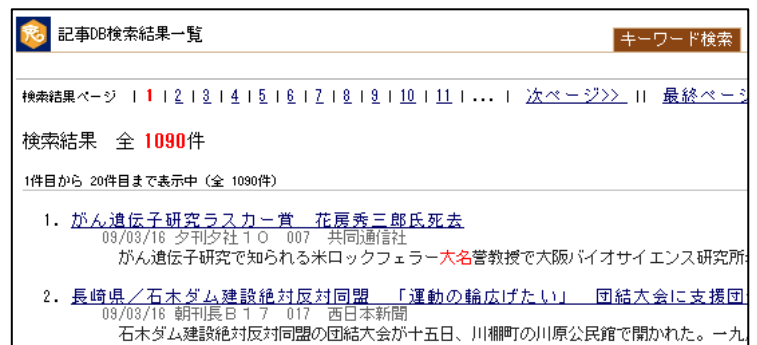 記事DB検索結果一覧
キーワード検索
検索結果ページ | 1 | 2 | 3 | 4 | 5 | 6 | 7 | 8 | 9 | 10 | 11 | ... | 次ページ>> || 最終ページ
検索結果 全 1090件
1件目から 20件目まで表示中（全 1090件）
1. がん遺伝子研究ラスカー賞 花房秀三郎氏死去
09/03/16 夕刊夕社１０ 007 共同通信社
がん遺伝子研究で知られる米ロックフェラー大名誉教授で大阪バイオサイエンス研究所
2. 長崎県／石木ダム建設絶対反対同盟 「運動の輪広げたい」 団結大会に支援団
09/03/16 朝刊長Ｂ１７ 017 西日本新聞
石木ダム建設絶対反対同盟の団結大会が十五日、川棚町の川原公民館で開かれた。一九